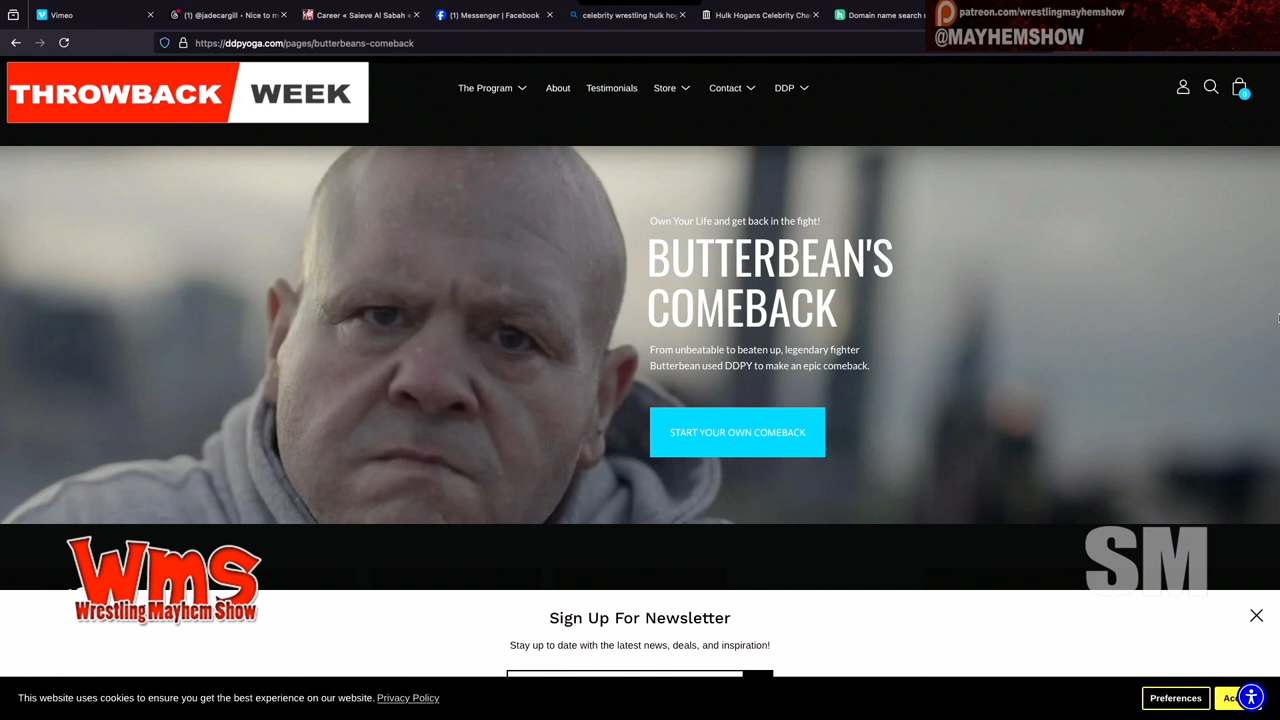 Vimeo
(1) @jadecargill - Nice to m
Career « Saieve Al Sabah «
(1) Messenger | Facebook
celebrity wrestling hulk ho
Hulk Hogans Celebrity Cha
Domain name search
patreon.com/wrestlingmayhemshow
@MAYHEMSHOW
https://ddpyoga.com/pages/butterbeans-comeback
THROWBACK WEEK
The Program
About
Testimonials
Store
Contact
DDP
0
Own Your Life and get back in the fight!
BUTTERBEAN'S
COMEBACK
From unbeatable to beaten up, legendary fighter
Butterbean used DDPY to make an epic comeback.
START YOUR OWN COMEBACK
WMS
Wrestling Mayhem Show
SM
Sign Up For Newsletter
Stay up to date with the latest news, deals, and inspiration!
This website uses cookies to ensure you get the best experience on our website. Privacy Policy
Preferences